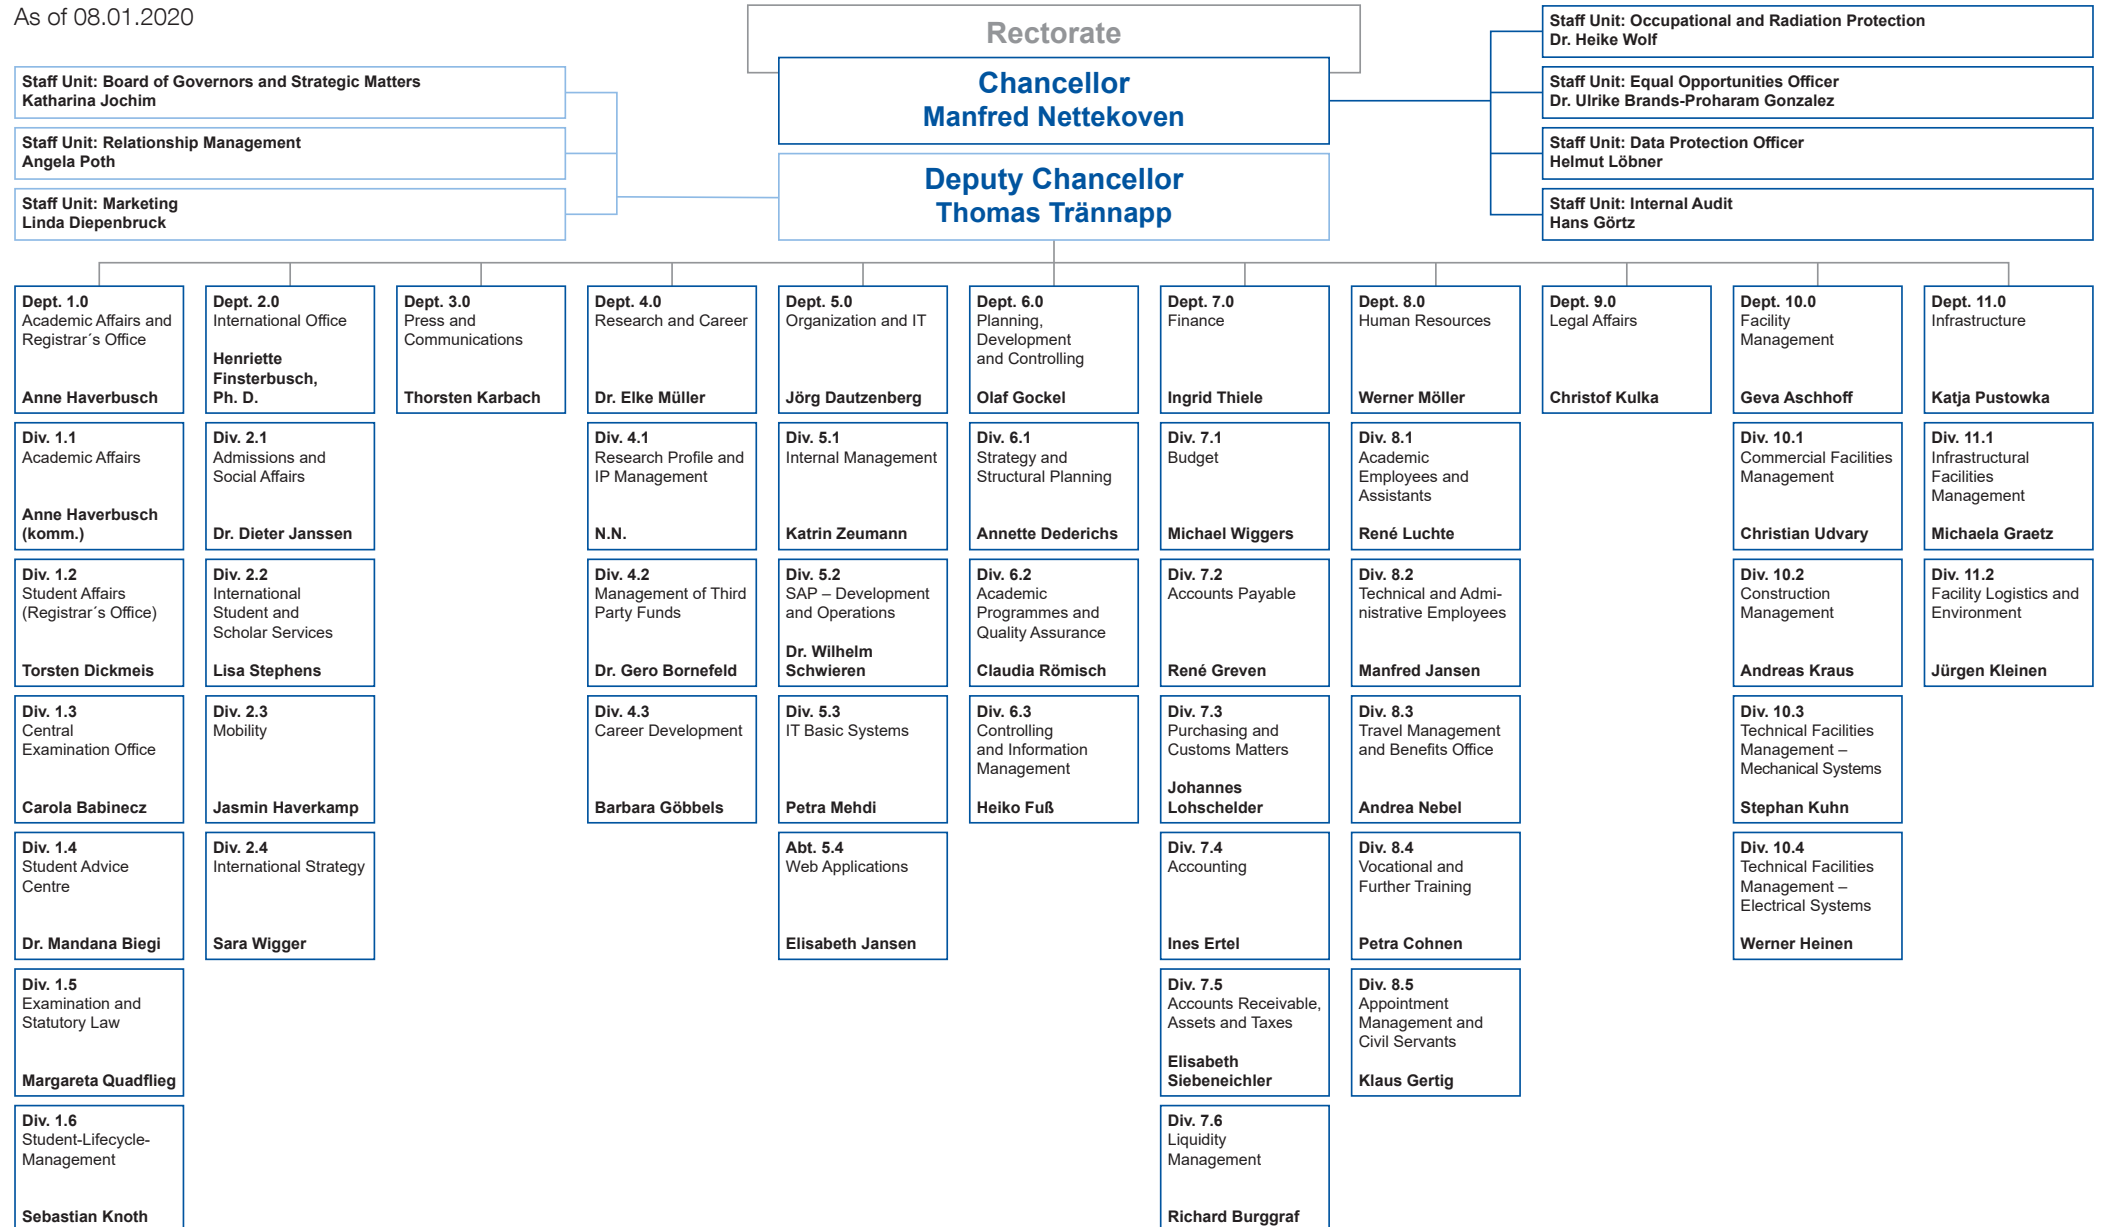 As of 08.01.2020
Rectorate
Chancellor
Manfred Nettekoven
Deputy Chancellor
Thomas Trännapp
Staff Unit: Board of Governors and Strategic Matters
Katharina Jochim
Staff Unit: Relationship Management
Angela Poth
Staff Unit: Marketing
Linda Diepenbruck
Staff Unit: Occupational and Radiation Protection
Dr. Heike Wolf
Staff Unit: Equal Opportunities Officer
Dr. Ulrike Brands-Proharam Gonzalez
Staff Unit: Data Protection Officer
Helmut Löbner
Staff Unit: Internal Audit
Hans Görtz
Dept. 1.0
Academic Affairs and
Registrar´s Office
Anne Haverbusch
Div. 1.1
Academic Affairs
Anne Haverbusch
(komm.)
Div. 1.2
Student Affairs
(Registrar´s Office)
Torsten Dickmeis
Div. 1.3
Central
Examination Office
Carola Babinecz
Div. 1.4
Student Advice
Centre
Dr. Mandana Biegi
Div. 1.5
Examination and
Statutory Law
Margareta Quadflieg
Div. 1.6
Student-Lifecycle-
Management
Sebastian Knoth
Dept. 2.0
International Office
Henriette
Finsterbusch,
Ph. D.
Div. 2.1
Admissions and
Social Affairs
Dr. Dieter Janssen
Div. 2.2
International
Student and
Scholar Services
Lisa Stephens
Div. 2.3
Mobility
Jasmin Haverkamp
Div. 2.4
International Strategy
Sara Wigger
Dept. 3.0
Press and
Communications
Thorsten Karbach
Dept. 4.0
Research and Career
Dr. Elke Müller
Div. 4.1
Research Profile and
IP Management
N.N.
Div. 4.2
Management of Third
Party Funds
Dr. Gero Bornefeld
Div. 4.3
Career Development
Barbara Göbbels
Dept. 5.0
Organization and IT
Jörg Dautzenberg
Div. 5.1
Internal Management
Katrin Zeumann
Div. 5.2
SAP – Development
and Operations
Dr. Wilhelm
Schwieren
Div. 5.3
IT Basic Systems
Petra Mehdi
Abt. 5.4
Web Applications
Elisabeth Jansen
Dept. 6.0
Planning,
Development
and Controlling
Olaf Gockel
Div. 6.1
Strategy and
Structural Planning
Annette Dederichs
Div. 6.2
Academic
Programmes and
Quality Assurance
Claudia Römisch
Div. 6.3
Controlling
and Information
Management
Heiko Fuß
Dept. 7.0
Finance
Ingrid Thiele
Div. 7.1
Budget
Michael Wiggers
Div. 7.2
Accounts Payable
René Greven
Div. 7.3
Purchasing and
Customs Matters
Johannes
Lohschelder
Div. 7.4
Accounting
Ines Ertel
Div. 7.5
Accounts Receivable,
Assets and Taxes
Elisabeth
Siebeneichler
Div. 7.6
Liquidity
Management
Richard Burggraf
Dept. 8.0
Human Resources
Werner Möller
Div. 8.1
Academic
Employees and
Assistants
René Luchte
Div. 8.2
Technical and Admi-
nistrative Employees
Manfred Jansen
Div. 8.3
Travel Management
and Benefits Office
Andrea Nebel
Div. 8.4
Vocational and
Further Training
Petra Cohnen
Div. 8.5
Appointment
Management and
Civil Servants
Klaus Gertig
Dept. 9.0
Legal Affairs
Christof Kulka
Dept. 10.0
Facility
Management
Geva Aschhoff
Div. 10.1
Commercial Facilities
Management
Christian Udvary
Div. 10.2
Construction
Management
Andreas Kraus
Div. 10.3
Technical Facilities
Management –
Mechanical Systems
Stephan Kuhn
Div. 10.4
Technical Facilities
Management –
Electrical Systems
Werner Heinen
Dept. 11.0
Infrastructure
Katja Pustowka
Div. 11.1
Infrastructural
Facilities
Management
Michaela Graetz
Div. 11.2
Facility Logistics and
Environment
Jürgen Kleinen